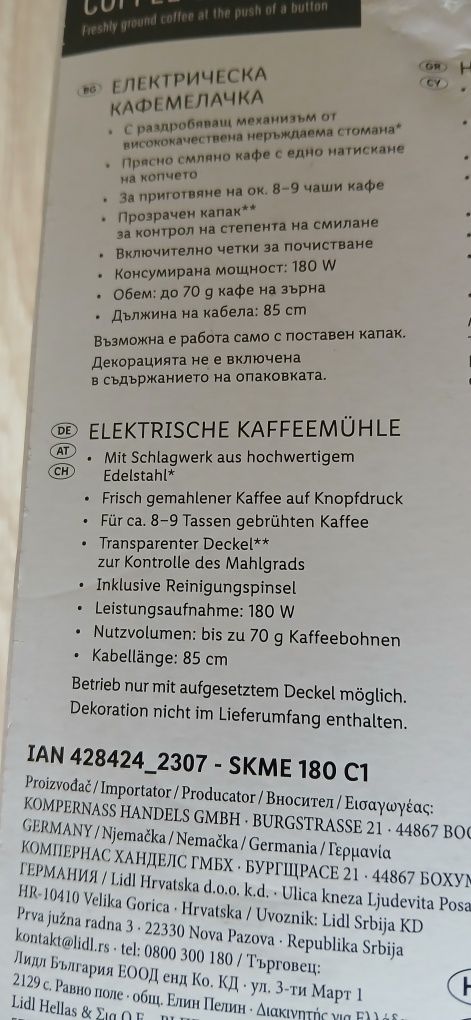 Freshly ground coffee at the push of a button
BG ЕЛЕКТРИЧЕСКА
КАФЕМЕЛАЧКА
• С раздробяващ механизъм от
висококачествена неръждаема стомана*
• Прясно смляно кафе с едно натискане
на копчето
• За приготвяне на ок. 8–9 чаши кафе
• Прозрачен капак**
за контрол на степента на смилане
• Включително четки за почистване
• Консумирана мощност: 180 W
• Обем: до 70 g кафе на зърна
• Дължина на кабела: 85 cm
Възможна е работа само с поставен капак.
Декорацията не е включена
в съдържанието на опаковката.
GR
CY
DE ELEKTRISCHE KAFFEEMÜHLE
AT
CH
• Mit Schlagwerk aus hochwertigem
Edelstahl*
• Frisch gemahlener Kaffee auf Knopfdruck
• Für ca. 8–9 Tassen gebrühten Kaffee
• Transparenter Deckel**
zur Kontrolle des Mahlgrads
• Inklusive Reinigungspinsel
• Leistungsaufnahme: 180 W
• Nutzvolumen: bis zu 70 g Kaffeebohnen
• Kabellänge: 85 cm
Betrieb nur mit aufgesetztem Deckel möglich.
Dekoration nicht im Lieferumfang enthalten.
IAN 428424_2307 - SKME 180 C1
Proizvođač / Importator / Producator / Вносител / Εισαγωγέας:
KOMPERNASS HANDELS GMBH · BURGSTRASSE 21 · 44867 BOC
GERMANY / Njemačka / Nemačka / Germania / Γερμανία
КОМПЕРНАС ХАНДЕЛС ГМБХ · БУРГЩРАСЕ 21 · 44867 БОХУМ
ГЕРМАНИЯ / Lidl Hrvatska d.o.o. k.d. · Ulica kneza Ljudevita Posa
HR-10410 Velika Gorica · Hrvatska / Uvoznik: Lidl Srbija KD
Prva južna radna 3 · 22330 Nova Pazova · Republika Srbija
kontakt@lidl.rs · tel: 0800 300 180 / Търговец:
Лидл България ЕООД енд Ко. КД · ул. 3-ти Март 1
2129 с. Равно поле · общ. Елин Пелин · Διακινητής για
Lidl Hellas & Σια Ο.Ε.